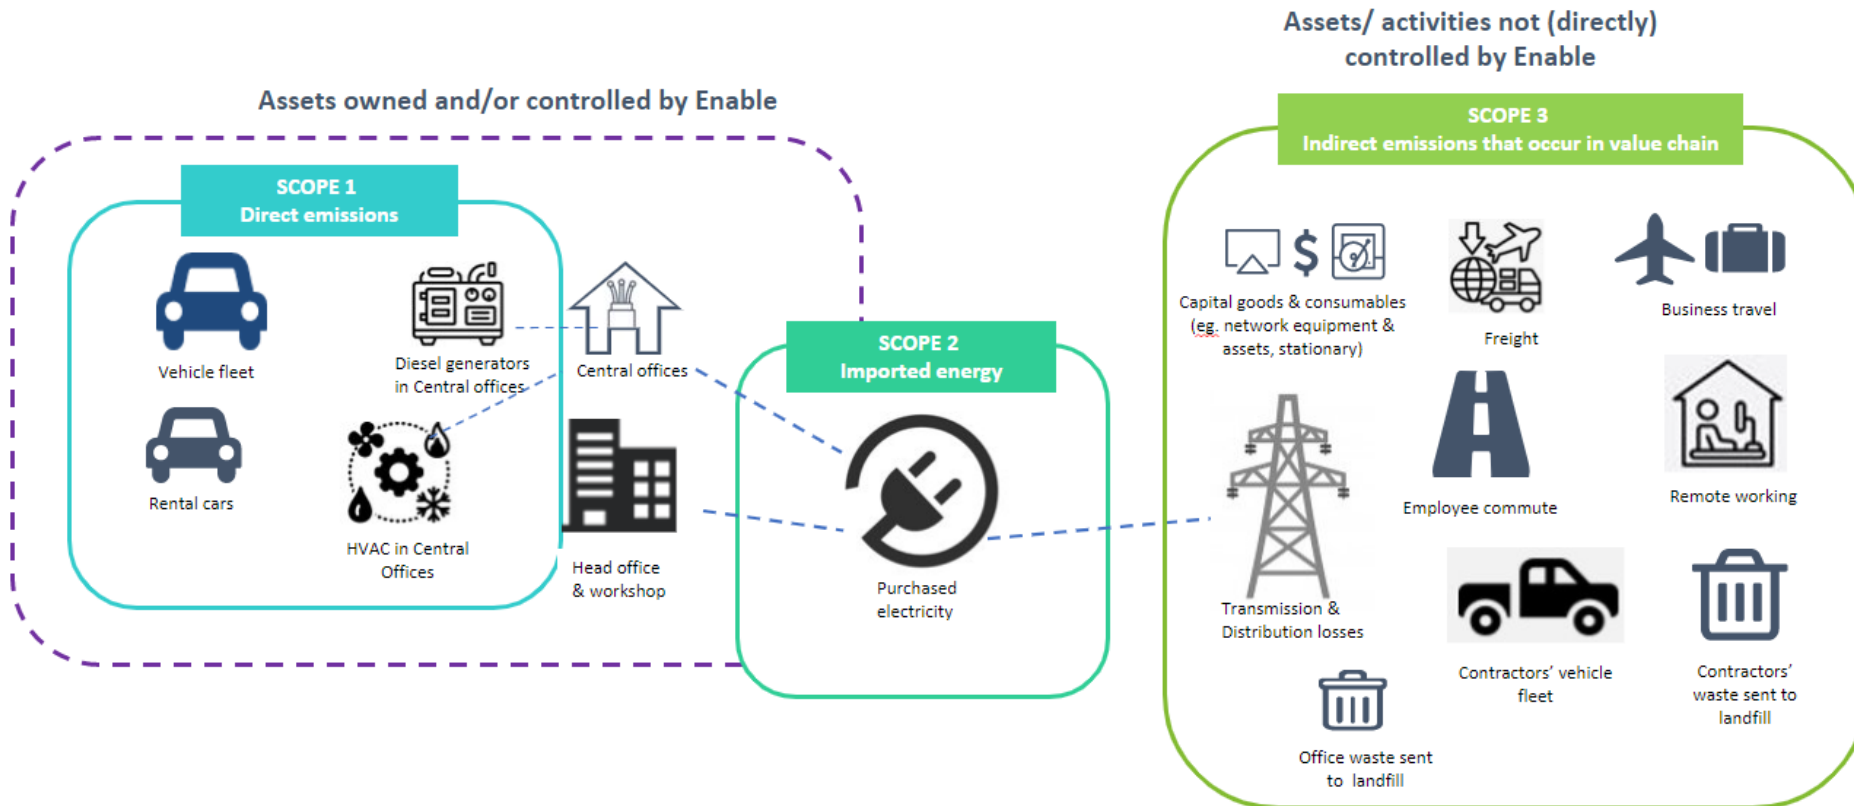 Assets owned and/or controlled by Enable
SCOPE 1
Direct emissions
Vehicle fleet
Diesel generators
in Central offices
Central offices
Rental cars
HVAC in Central
Offices
Head office
& workshop
SCOPE 2
Imported energy
Purchased
electricity
Assets/ activities not (directly)
controlled by Enable
SCOPE 3
Indirect emissions that occur in value chain
Capital goods & consumables
(eg. network equipment &
assets, stationary)
Freight
Business travel
Transmission &
Distribution losses
Employee commute
Remote working
Office waste sent
to landfill
Contractors' vehicle
fleet
Contractors'
waste sent to
landfill